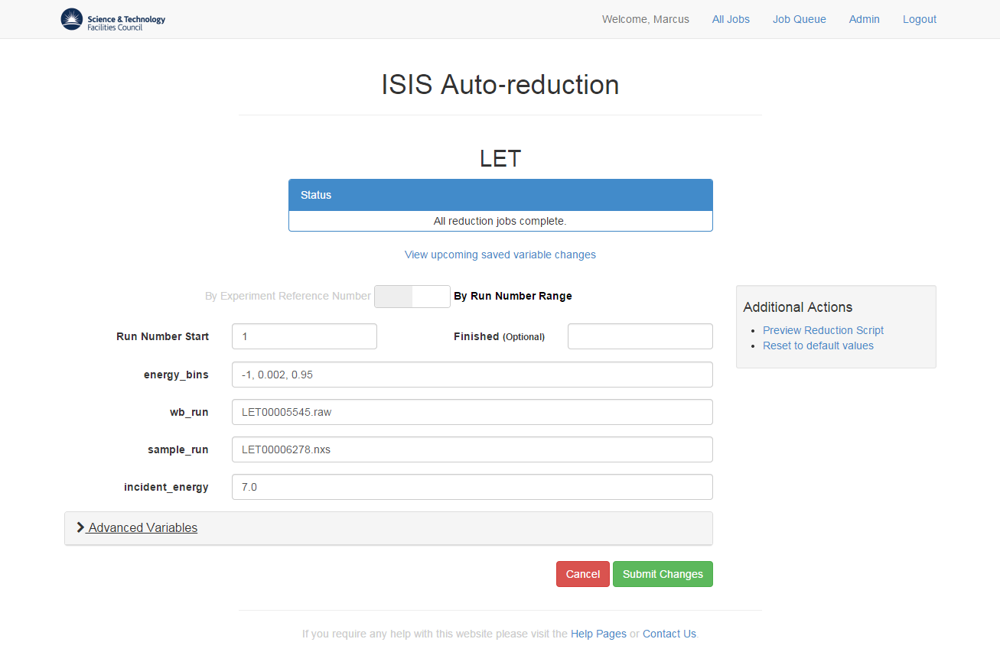 Science & Technology
Facilities Council
Welcome, Marcus All Jobs Job Queue Admin Logout
ISIS Auto-reduction
LET
Status
All reduction jobs complete.
View upcoming saved variable changes
By Experiment Reference Number By Run Number Range
Run Number Start 1 Finished (Optional)
energy_bins -1, 0.002, 0.95
wb_run LET00005545.raw
sample_run LET00006278.nxs
incident_energy 7.0
Advanced Variables
Cancel Submit Changes
Additional Actions
Preview Reduction Script
Reset to default values
If you require any help with this website please visit the Help Pages or Contact Us.